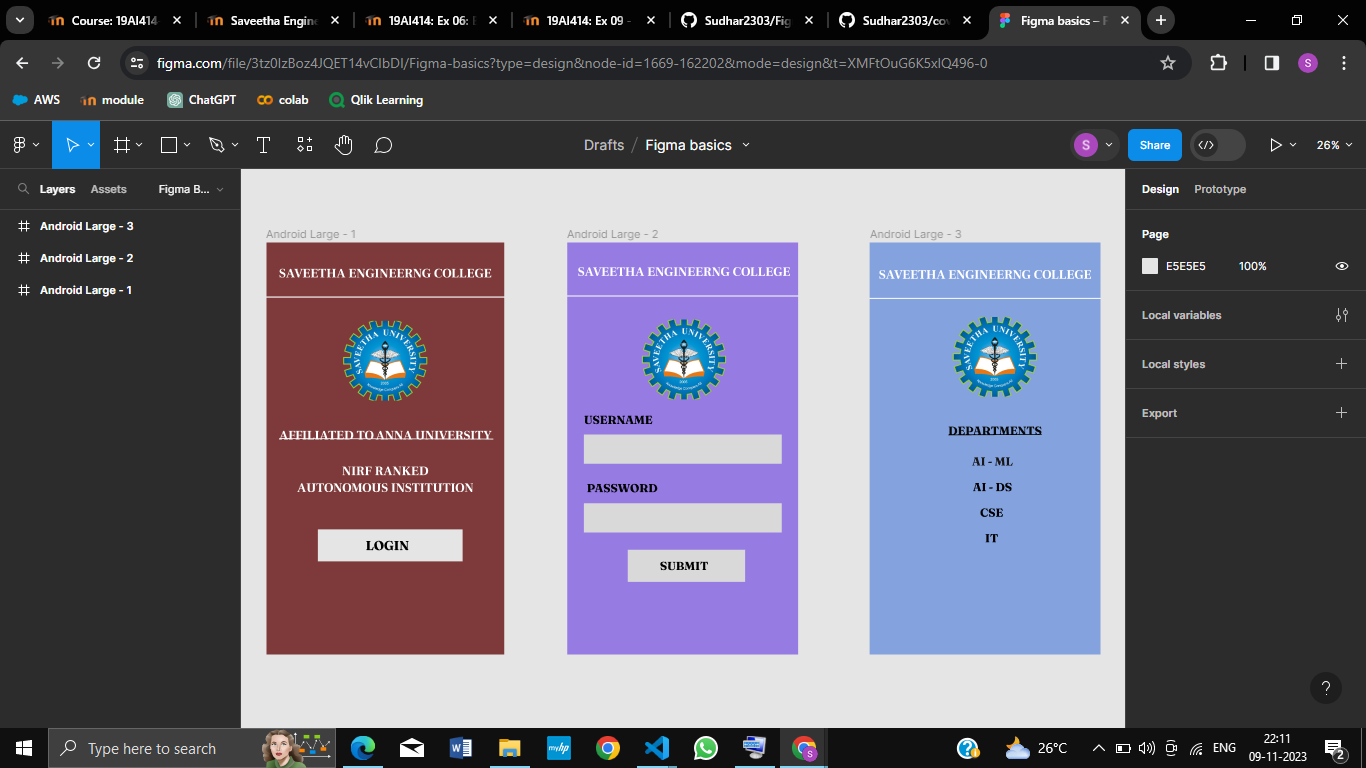 Course: 19AI414
Saveetha Engine
19AI414: Ex 06: E
19AI414: Ex 09 -
Sudhar2303/Fig
Sudhar2303/cov
Figma basics – F
figma.com/file/3tz0lzBoz4JQET14vClbDl/Figma-basics?type=design&node-id=1669-162202&mode=design&t=XMFtOuG6K5xlQ496-0
S
AWS
module
ChatGPT
colab
Qlik Learning
Drafts / Figma basics
S
Share
26%
Layers
Assets
Figma B...
Android Large - 3
Android Large - 2
Android Large - 1
Android Large - 1
SAVEETHA ENGINEERNG COLLEGE
SAVEETHA UNIVERSITY
2005
AFFILIATED TO ANNA UNIVERSITY
NIRF RANKED
AUTONOMOUS INSTITUTION
LOGIN
Android Large - 2
SAVEETHA ENGINEERNG COLLEGE
SAVEETHA UNIVERSITY
2005
USERNAME
PASSWORD
SUBMIT
Android Large - 3
SAVEETHA ENGINEERNG COLLEGE
SAVEETHA UNIVERSITY
2005
DEPARTMENTS
AI - ML
AI - DS
CSE
IT
Design
Prototype
Page
E5E5E5
100%
Local variables
Local styles
Export
?
Type here to search
myhp
S
26°C
ENG
22:11
09-11-2023
2